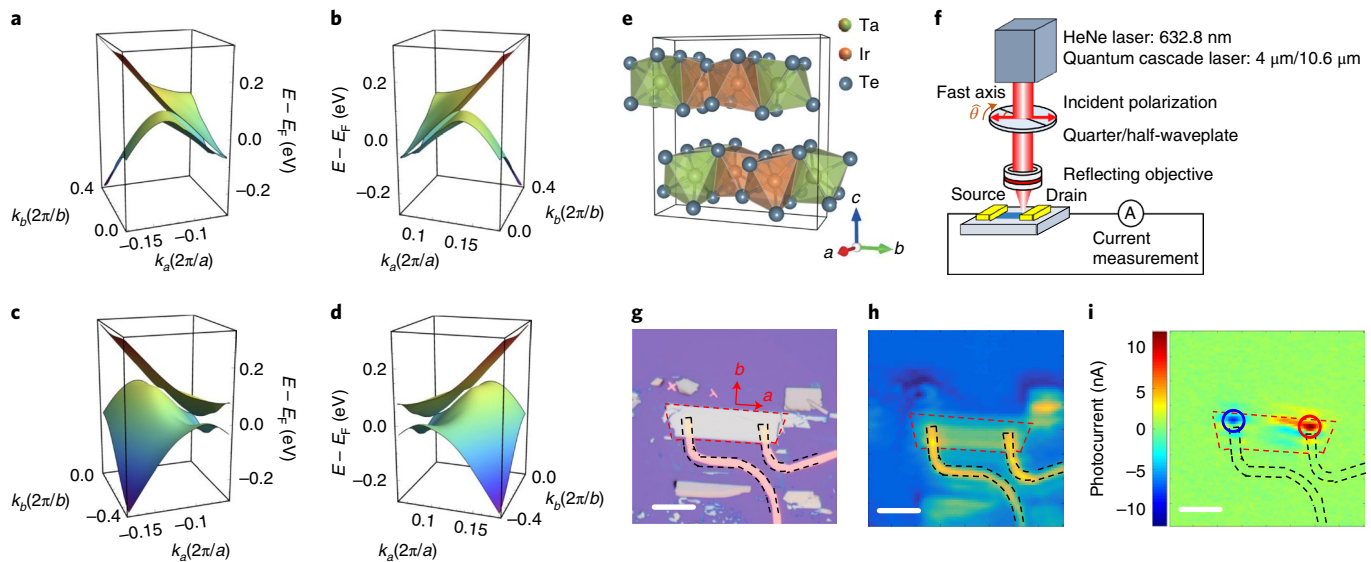 a
0.2
0.0
−0.2
E − E_F (eV)
0.4
k_b(2π/b)
0.0
−0.15
−0.1
k_a(2π/a)
b
E − E_F (eV)
0.2
0.0
−0.2
0.4
k_b(2π/b)
0.0
0.1
0.15
k_a(2π/a)
c
0.2
0.0
−0.2
E − E_F (eV)
0.0
k_b(2π/b)
−0.4
−0.15
−0.1
k_a(2π/a)
d
E − E_F (eV)
0.2
0.0
−0.2
0.0
k_b(2π/b)
−0.4
0.1
0.15
k_a(2π/a)
e
Ta
Ir
Te
c
a
b
f
HeNe laser: 632.8 nm
Quantum cascade laser: 4 μm/10.6 μm
Fast axis
θ̂
Incident polarization
Quarter/half-waveplate
Reflecting objective
Source
Drain
A
Current
measurement
g
b
a
h
i
Photocurrent (nA)
10
5
0
−5
−10